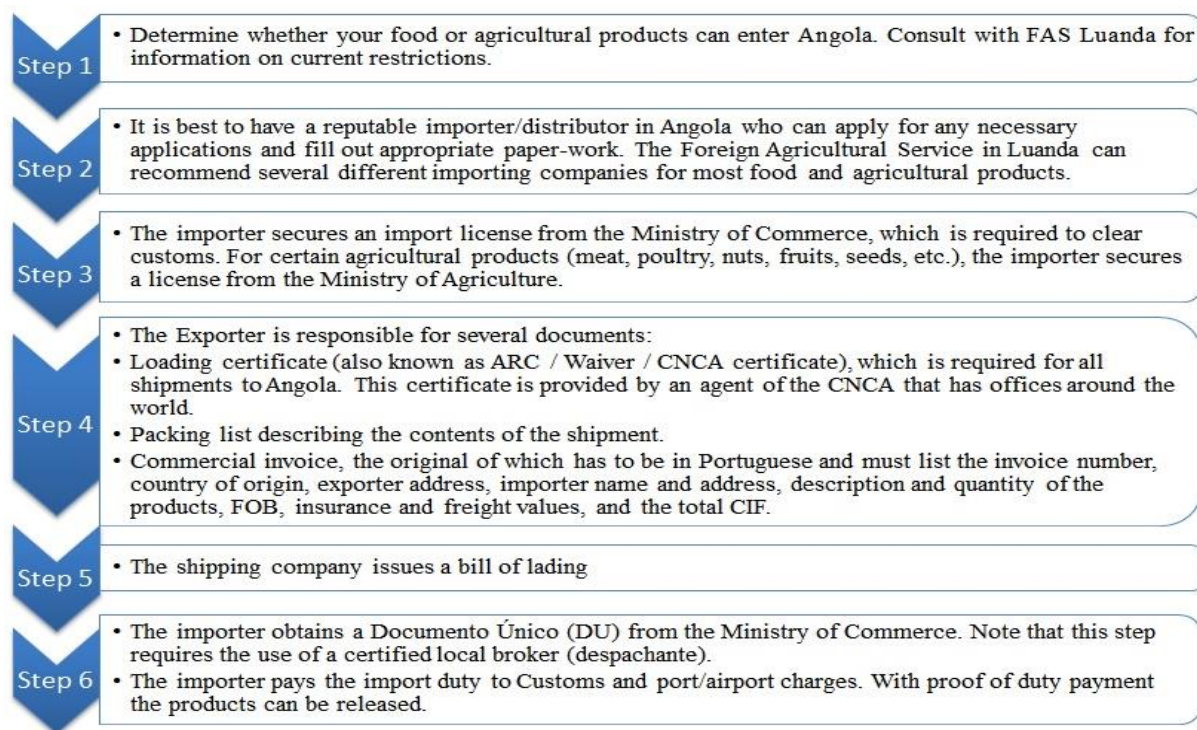 Step 1
• Determine whether your food or agricultural products can enter Angola. Consult with FAS Luanda for
information on current restrictions.
Step 2
• It is best to have a reputable importer/distributor in Angola who can apply for any necessary
applications and fill out appropriate paper-work. The Foreign Agricultural Service in Luanda can
recommend several different importing companies for most food and agricultural products.
Step 3
• The importer secures an import license from the Ministry of Commerce, which is required to clear
customs. For certain agricultural products (meat, poultry, nuts, fruits, seeds, etc.), the importer secures
a license from the Ministry of Agriculture.
Step 4
• The Exporter is responsible for several documents:
• Loading certificate (also known as ARC / Waiver / CNCA certificate), which is required for all
shipments to Angola. This certificate is provided by an agent of the CNCA that has offices around the
world.
• Packing list describing the contents of the shipment.
• Commercial invoice, the original of which has to be in Portuguese and must list the invoice number,
country of origin, exporter address, importer name and address, description and quantity of the
products, FOB, insurance and freight values, and the total CIF.
Step 5
• The shipping company issues a bill of lading
Step 6
• The importer obtains a Documento Único (DU) from the Ministry of Commerce. Note that this step
requires the use of a certified local broker (despachante).
• The importer pays the import duty to Customs and port/airport charges. With proof of duty payment
the products can be released.